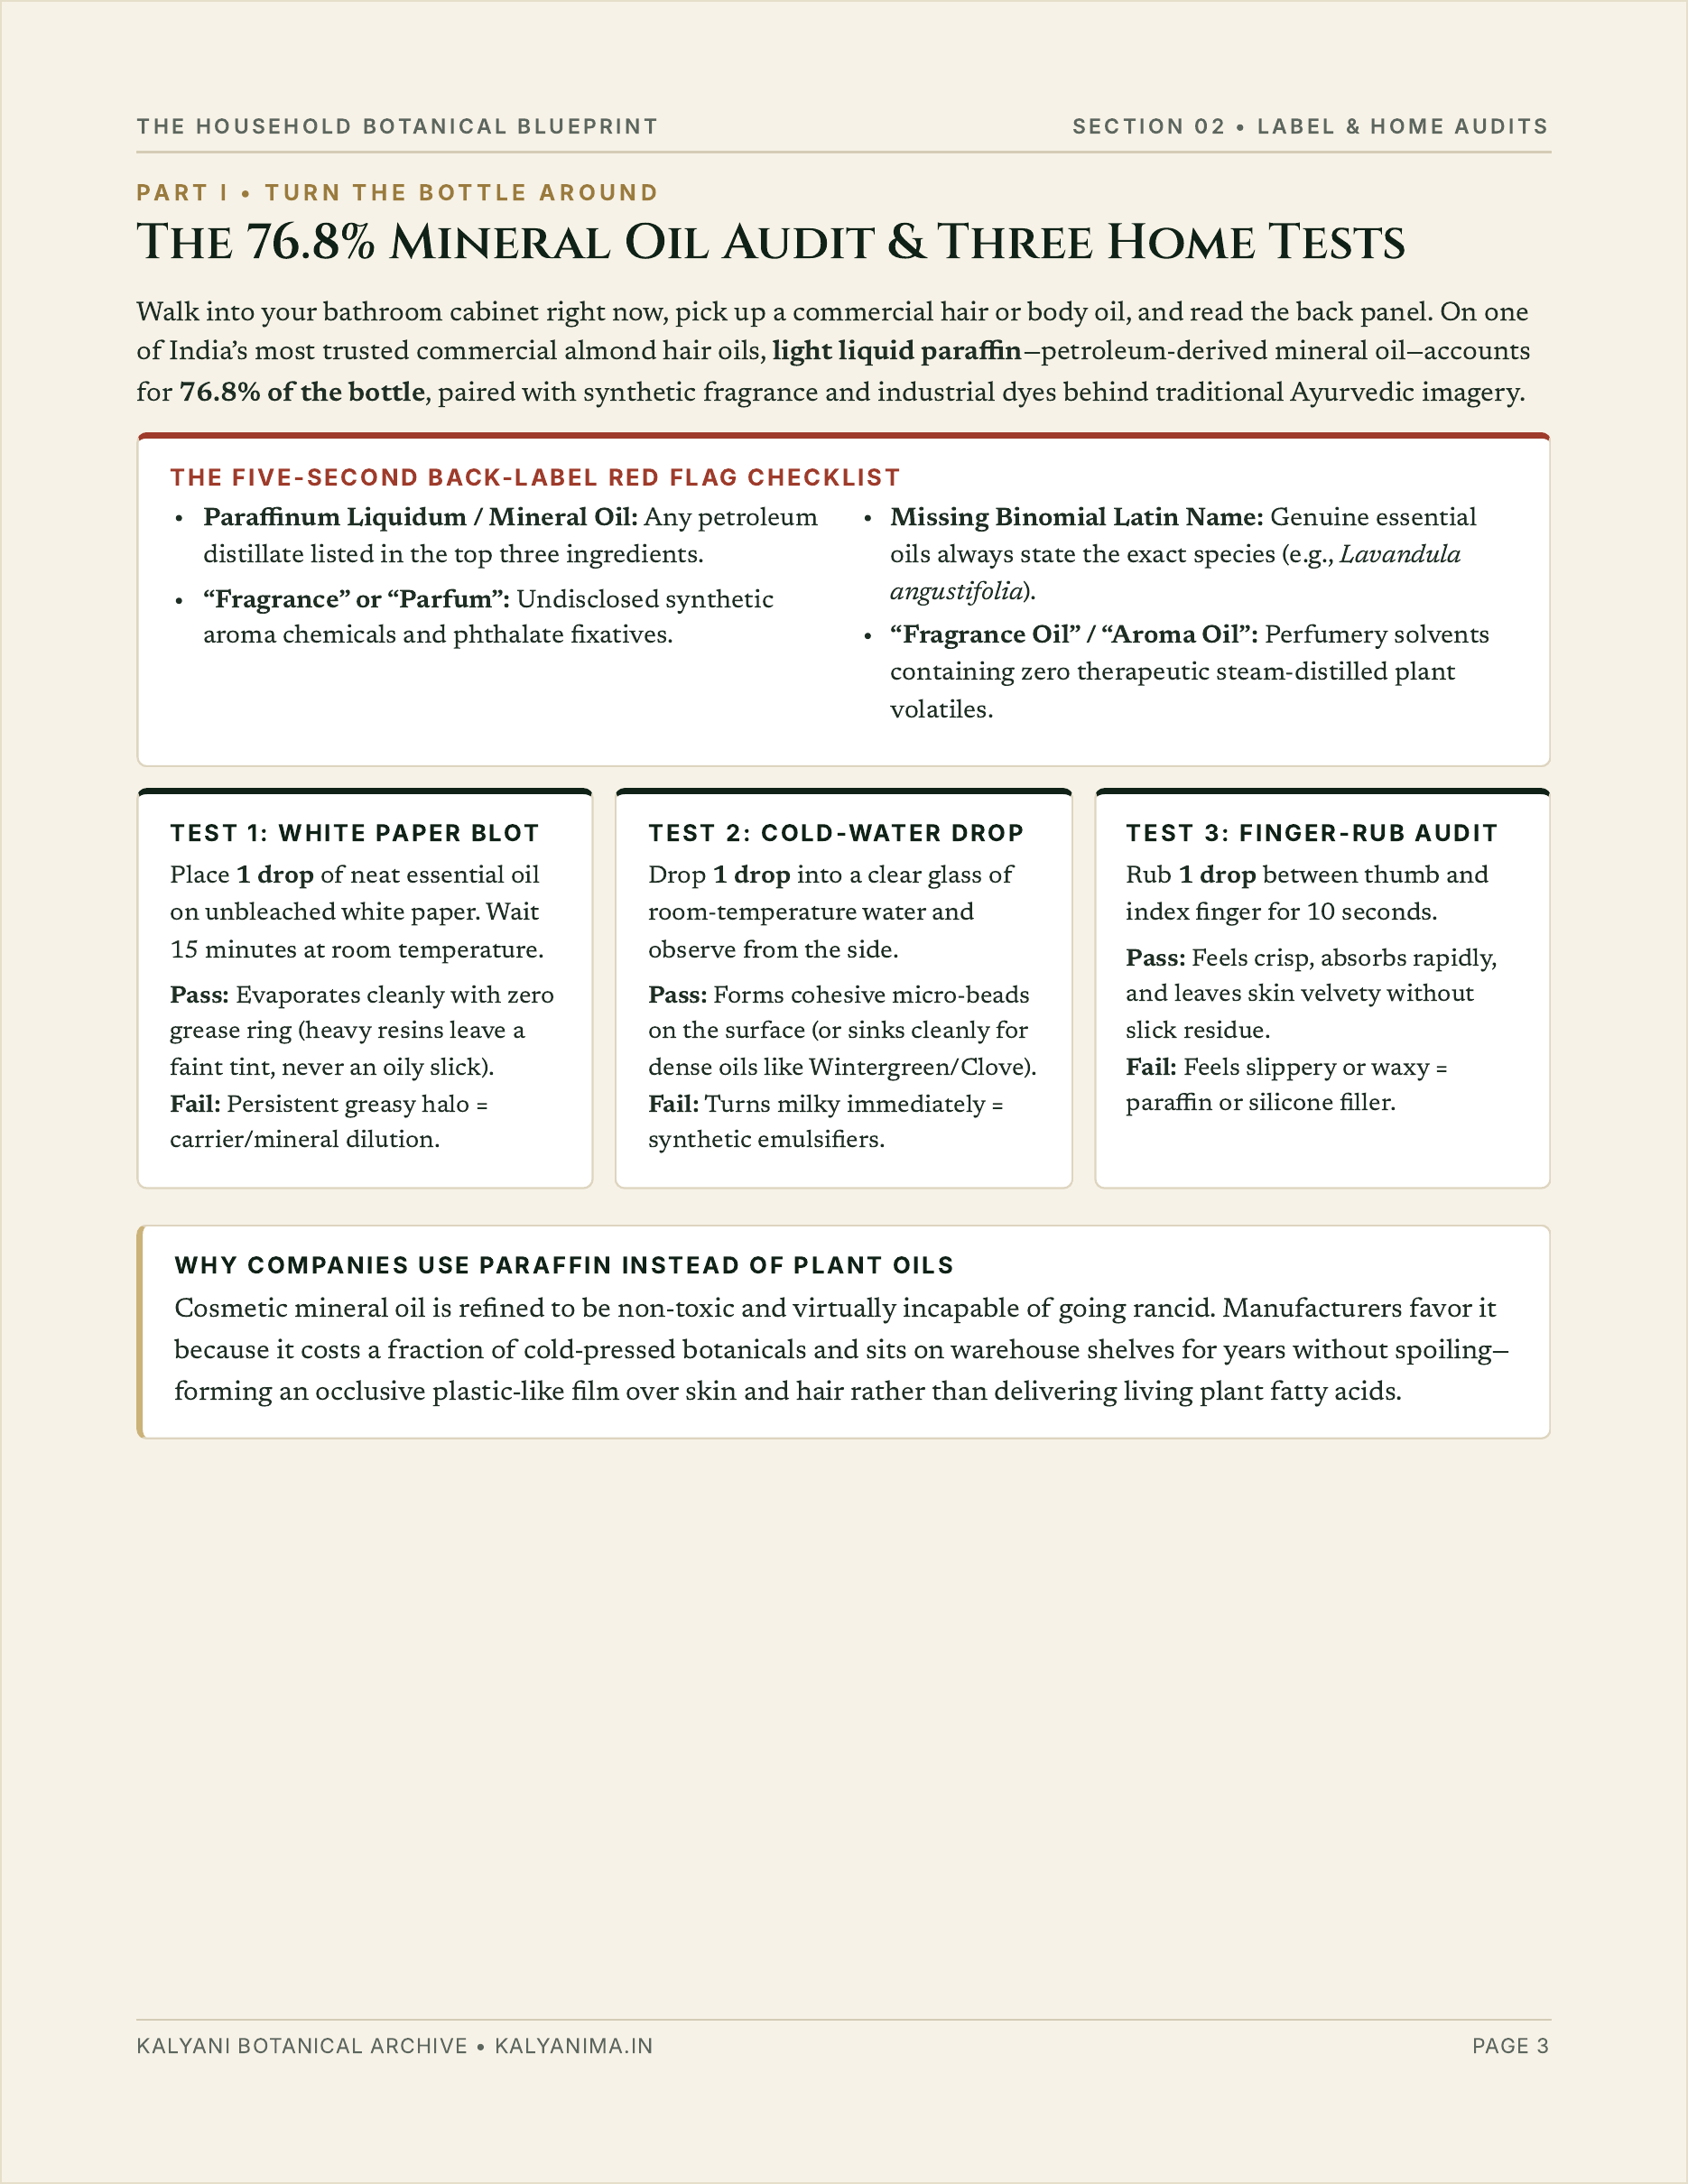 THE HOUSEHOLD BOTANICAL BLUEPRINT
SECTION 02 • LABEL & HOME AUDITS
PART I • TURN THE BOTTLE AROUND
THE 76.8% MINERAL OIL AUDIT & THREE HOME TESTS
Walk into your bathroom cabinet right now, pick up a commercial hair or body oil, and read the back panel. On one
of India’s most trusted commercial almond hair oils, light liquid paraffin—petroleum-derived mineral oil—accounts
for 76.8% of the bottle, paired with synthetic fragrance and industrial dyes behind traditional Ayurvedic imagery.
THE FIVE-SECOND BACK-LABEL RED FLAG CHECKLIST
• Paraffinum Liquidum / Mineral Oil: Any petroleum
distillate listed in the top three ingredients.
• “Fragrance” or “Parfum”: Undisclosed synthetic
aroma chemicals and phthalate fixatives.
• Missing Binomial Latin Name: Genuine essential
oils always state the exact species (e.g., Lavandula
angustifolia).
• “Fragrance Oil” / “Aroma Oil”: Perfumery solvents
containing zero therapeutic steam-distilled plant
volatiles.
TEST 1: WHITE PAPER BLOT
Place 1 drop of neat essential oil
on unbleached white paper. Wait
15 minutes at room temperature.
Pass: Evaporates cleanly with zero
grease ring (heavy resins leave a
faint tint, never an oily slick).
Fail: Persistent greasy halo =
carrier/mineral dilution.
TEST 2: COLD-WATER DROP
Drop 1 drop into a clear glass of
room-temperature water and
observe from the side.
Pass: Forms cohesive micro-beads
on the surface (or sinks cleanly for
dense oils like Wintergreen/Clove).
Fail: Turns milky immediately =
synthetic emulsifiers.
TEST 3: FINGER-RUB AUDIT
Rub 1 drop between thumb and
index finger for 10 seconds.
Pass: Feels crisp, absorbs rapidly,
and leaves skin velvety without
slick residue.
Fail: Feels slippery or waxy =
paraffin or silicone filler.
WHY COMPANIES USE PARAFFIN INSTEAD OF PLANT OILS
Cosmetic mineral oil is refined to be non-toxic and virtually incapable of going rancid. Manufacturers favor it
because it costs a fraction of cold-pressed botanicals and sits on warehouse shelves for years without spoiling—
forming an occlusive plastic-like film over skin and hair rather than delivering living plant fatty acids.
KALYANI BOTANICAL ARCHIVE • KALYANIMA.IN
PAGE 3